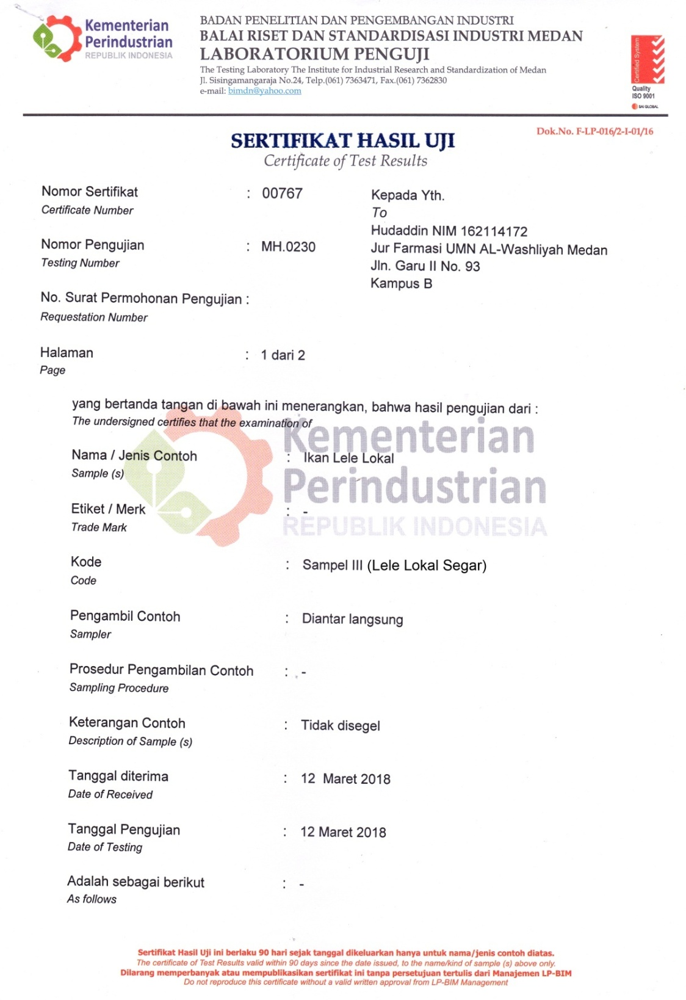 Kementerian
Perindustrian
REPUBLIK INDONESIA
BADAN PENELITIAN DAN PENGEMBANGAN INDUSTRI
BALAI RISET DAN STANDARDISASI INDUSTRI MEDAN
LABORATORIUM PENGUJI
The Testing Laboratory The Institute for Industrial Research and Standardization of Medan
Jl. Sisingamangaraja No.24, Telp.(061) 7363471, Fax.(061) 7362830
e-mail: bimdn@yahoo.com
Certified System
Quality
ISO 9001
SAI GLOBAL
Dok.No. F-LP-016/2-I-01/16
SERTIFIKAT HASIL UJI
Certificate of Test Results
Nomor Sertifikat : 00767
Certificate Number
Nomor Pengujian : MH.0230
Testing Number
No. Surat Permohonan Pengujian :
Requestation Number
Halaman : 1 dari 2
Page
Kepada Yth.
To
Hudaddin NIM 162114172
Jur Farmasi UMN AL-Washliyah Medan
Jln. Garu II No. 93
Kampus B
yang bertanda tangan di bawah ini menerangkan, bahwa hasil pengujian dari :
The undersigned certifies that the examination of
Kementerian
Perindustrian
REPUBLIK INDONESIA
Nama / Jenis Contoh : Ikan Lele Lokal
Sample (s)
Etiket / Merk : -
Trade Mark
Kode : Sampel III (Lele Lokal Segar)
Code
Pengambil Contoh : Diantar langsung
Sampler
Prosedur Pengambilan Contoh : -
Sampling Procedure
Keterangan Contoh : Tidak disegel
Description of Sample (s)
Tanggal diterima : 12 Maret 2018
Date of Received
Tanggal Pengujian : 12 Maret 2018
Date of Testing
Adalah sebagai berikut : -
As follows
Sertifikat Hasil Uji ini berlaku 90 hari sejak tanggal dikeluarkan hanya untuk nama/jenis contoh diatas.
The certificate of Test Results valid within 90 days since the date issued, to the name/kind of sample (s) above only.
Dilarang memperbanyak atau mempublikasikan sertifikat ini tanpa persetujuan tertulis dari Manajemen LP-BIM
Do not reproduce this certificate without a valid written approval from LP-BIM Management